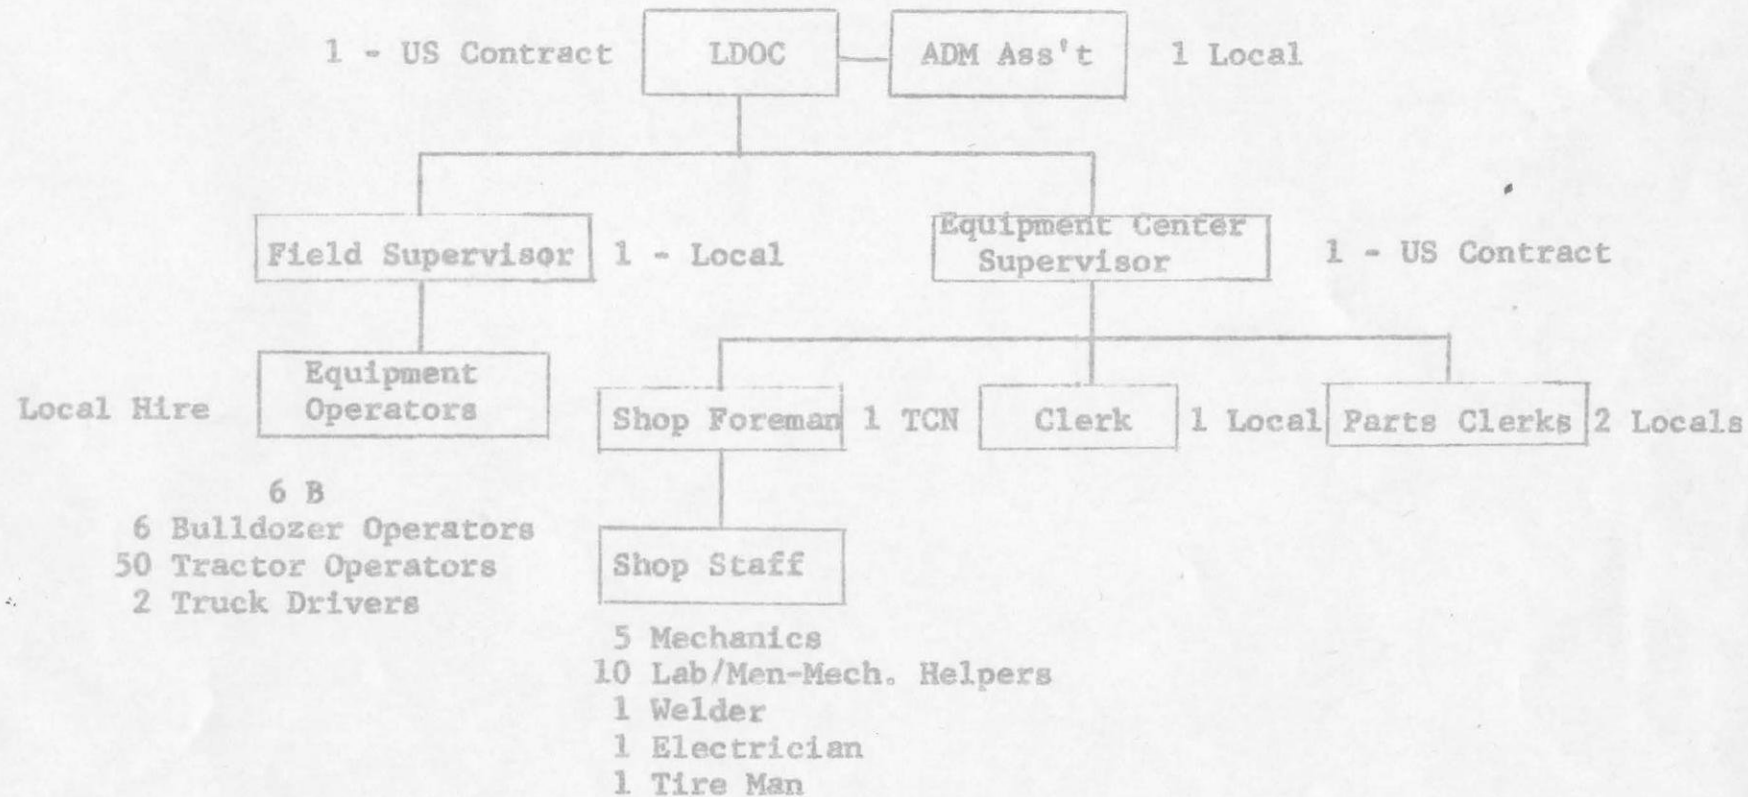 1 - US Contract LDOC ADM Ass't 1 Local
Field Supervisor 1 - Local
Equipment Center
Supervisor
1 - US Contract
Local Hire
Equipment
Operators
Shop Foreman 1 TCN Clerk 1 Local Parts Clerks 2 Locals
6 B
6 Bulldozer Operators
50 Tractor Operators
2 Truck Drivers
Shop Staff
5 Mechanics
10 Lab/Men-Mech. Helpers
1 Welder
1 Electrician
1 Tire Man